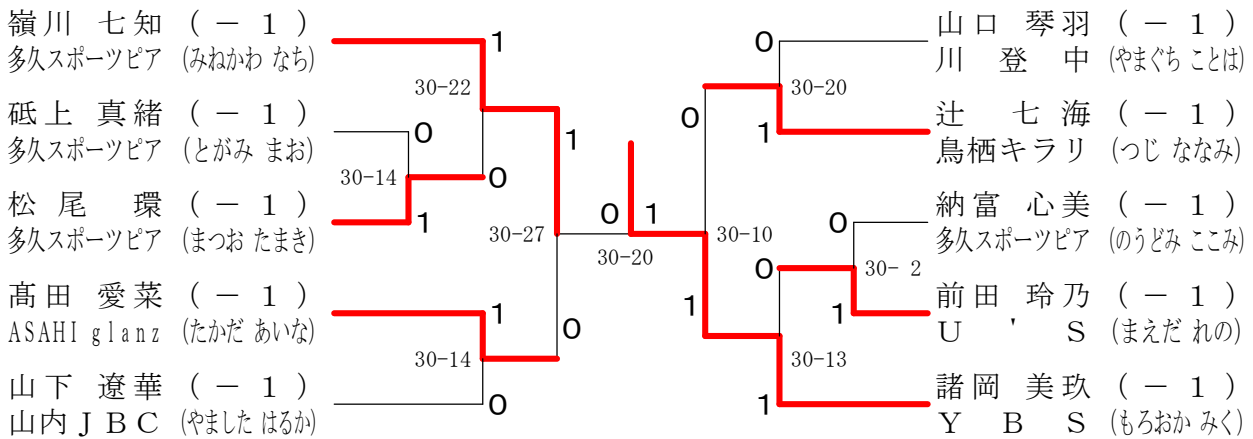 嶺川 七知 (－１)
多久スポーツピア (みねかわ なち)
砥上 真緒 (－１)
多久スポーツピア (とがみ まお)
松尾 環 (－１)
多久スポーツピア (まつお たまき)
髙田 愛菜 (－１)
ASAHI glanz (たかだ あいな)
山下 遼華 (－１)
山内ＪＢＣ (やました はるか)
1
30-22
0
30-14
0
1
1
30-27
1
30-14
0
0
0 1
30-20
0
30-10
1
0
30-20
1
0
30- 2
0
1
30-13
1
山口 琴羽 (－１)
川登中 (やまぐち ことは)
辻 七海 (－１)
鳥栖キラリ (つじ ななみ)
納富 心美 (－１)
多久スポーツピア (のうどみ ここみ)
前田 玲乃 (－１)
Ｕ'Ｓ (まえだ れの)
諸岡 美玖 (－１)
ＹＢＳ (もろおか みく)